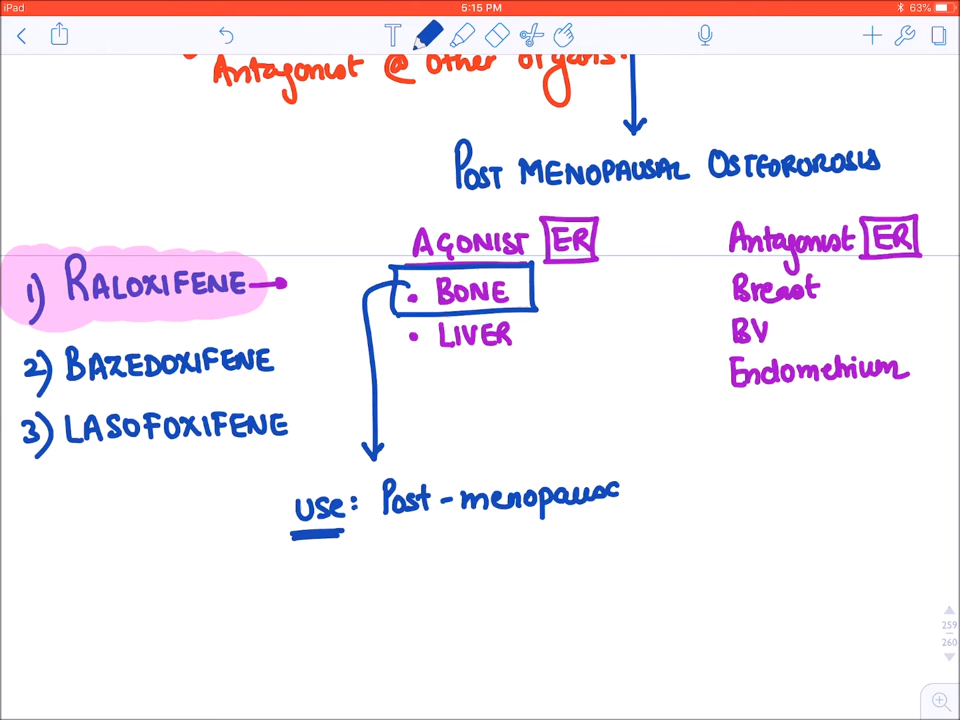 iPad 5:15 PM 63%
T
Antagonist @ other organs.
POST MENOPAUSAL OSTEOPOROSIS
AGONIST ER
Antagonist ER
1) RALOXIFENE
• BONE
Breast
• LIVER
BV
2) BAZEDOXIFENE
Endometrium
3) LASOFOXIFENE
USE: Post-menopausc
259
260